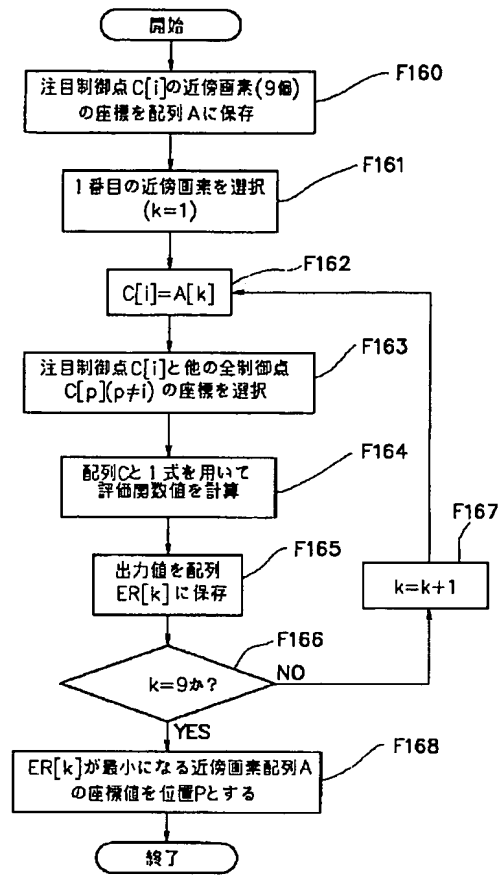 開始
F160
注目制御点C[i]の近傍画素(9個)
の座標を配列Aに保存
F161
1番目の近傍画素を選択
(k=1)
F162
C[i]=A[k]
F163
注目制御点C[i]と他の全制御点
C[p](p≠i)の座標を選択
F164
配列Cと1式を用いて
評価関数値を計算
F165
出力値を配列
ER[k]に保存
F167
k=k+1
F166
k=9か?
NO
YES
F168
ER[k]が最小になる近傍画素配列A
の座標値を位置Pとする
終了